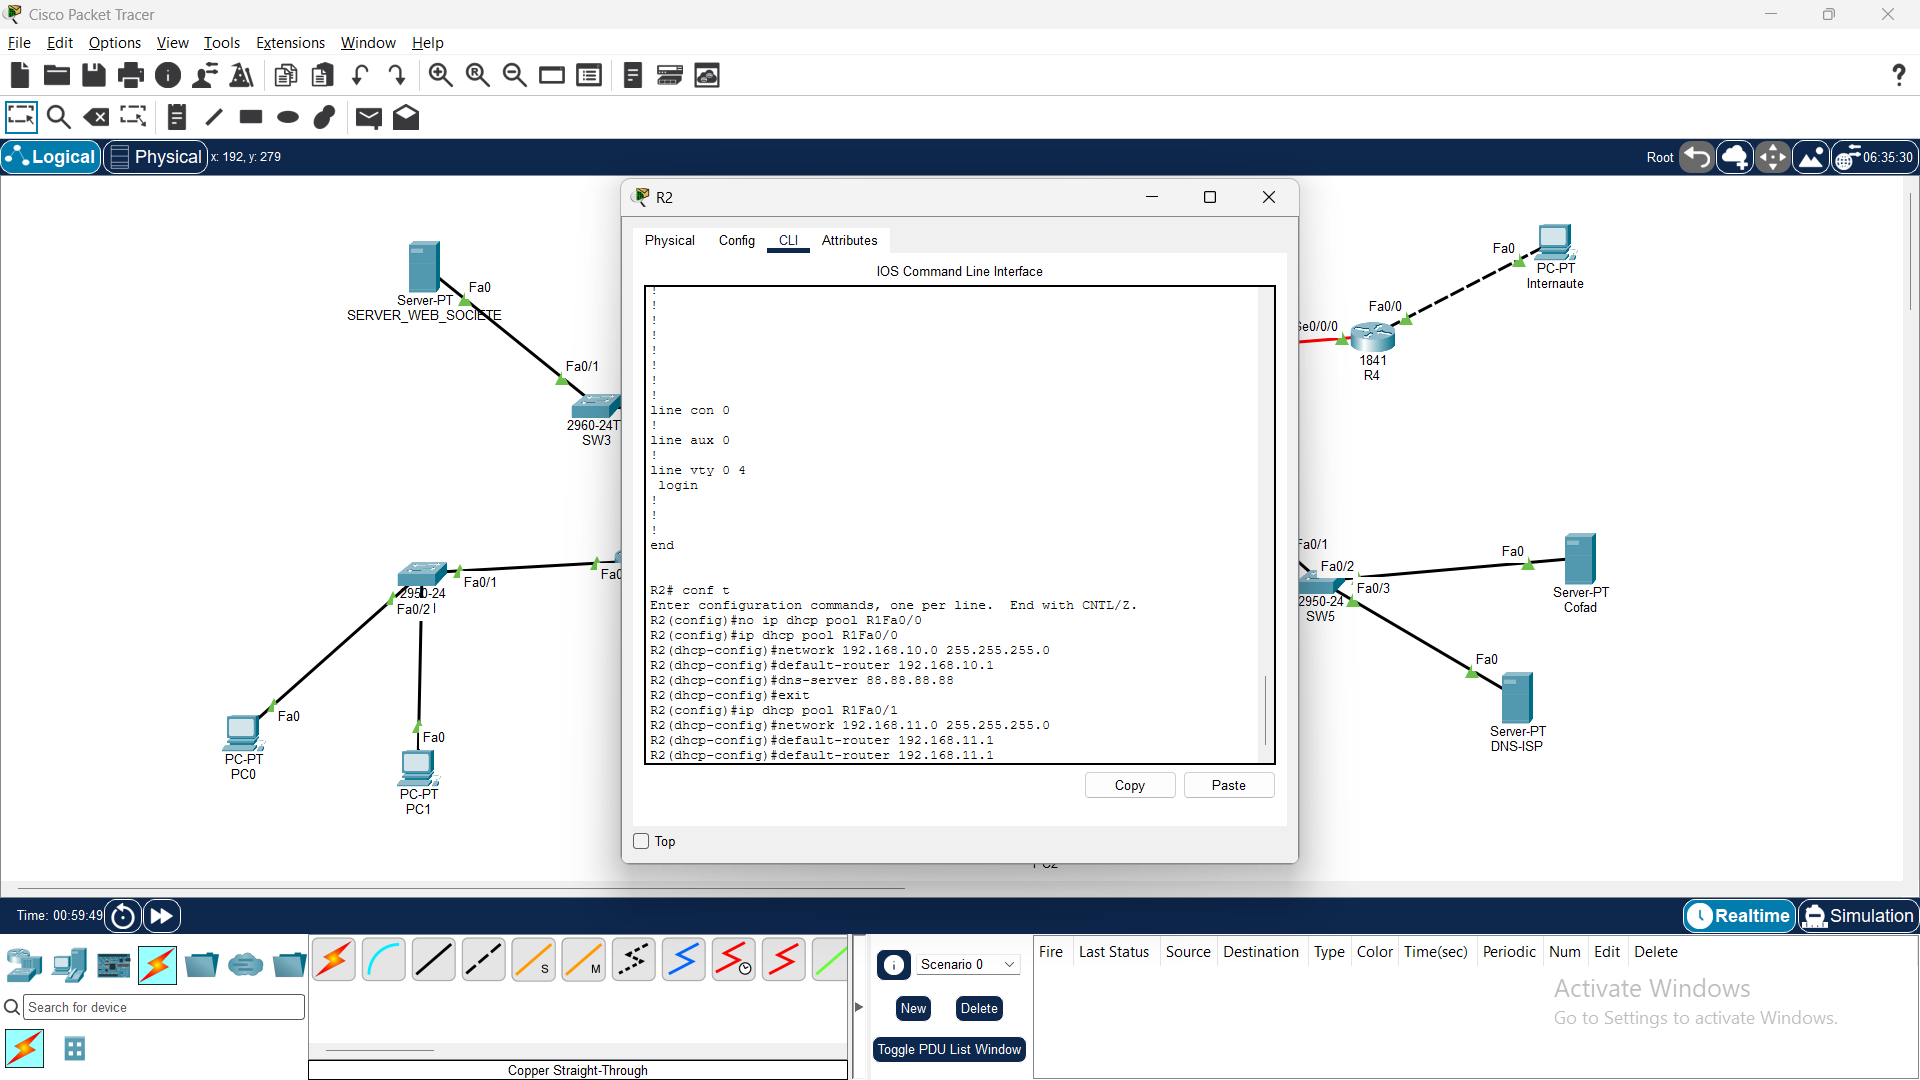 Cisco Packet Tracer
File Edit Options View Tools Extensions Window Help
Logical Physical x: 192, y: 279 Root 06:35:30
R2
Physical Config CLI Attributes
IOS Command Line Interface
!
!
!
!
!
!
!
!
line con 0
!
line aux 0
!
line vty 0 4
login
!
!
!
end
R2# conf t
Enter configuration commands, one per line. End with CNTL/Z.
R2(config)#no ip dhcp pool R1Fa0/0
R2(config)#ip dhcp pool R1Fa0/0
R2(dhcp-config)#network 192.168.10.0 255.255.255.0
R2(dhcp-config)#default-router 192.168.10.1
R2(dhcp-config)#dns-server 88.88.88.88
R2(dhcp-config)#exit
R2(config)#ip dhcp pool R1Fa0/1
R2(dhcp-config)#network 192.168.11.0 255.255.255.0
R2(dhcp-config)#default-router 192.168.11.1
R2(dhcp-config)#default-router 192.168.11.1
Copy Paste
Top
Fa0
Server-PT
SERVER_WEB_SOCIETE
Fa0/1
2960-24T
SW3
Fa0/1
2950-24
Fa0/2
Fa0
PC-PT
PC0
Fa0
PC-PT
PC1
Fa0
PC-PT
Internaute
Fa0/0
Se0/0/0
1841
R4
Fa0/1
Fa0/2
Fa0/3
2950-24
SW5
Fa0
Server-PT
Cofad
Fa0
Server-PT
DNS-ISP
PC2
Time: 00:59:49 Realtime Simulation
Search for device
S
M
Copper Straight-Through
Scenario 0
New Delete
Toggle PDU List Window
Fire Last Status Source Destination Type Color Time(sec) Periodic Num Edit Delete
Activate Windows
Go to Settings to activate Windows.